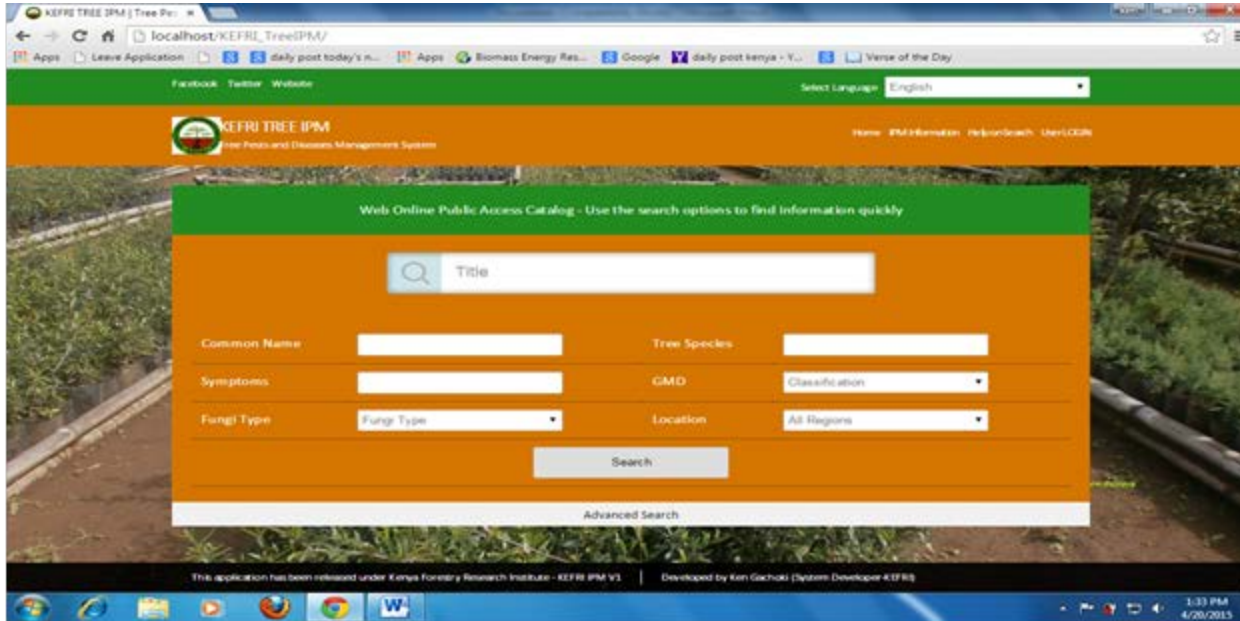 KEFRI TREE IPM | Tree Pe
localhost/KEFRI_TreeIPM/
Apps Leave Application daily post today's n... Apps Biomass Energy Res... Google daily post kenya - Y... Verse of the Day
Facebook Twitter Website Select Language English
KEFRI TREE IPM
Tree Pests and Diseases Management System
Home IPM Information HelponSearch User LOGIN
Web Online Public Access Catalog - Use the search options to find Information quickly
Title
Common Name Tree Species
Symptoms GMD Classification
Fungi Type Fungi Type Location All Regions
Search
Advanced Search
This application has been released under Kenya Forestry Research Institute - KEFRI IPM V1 Developed by Ken Gachoki (System Developer-KEFRI)
1:33 PM
4/20/2015